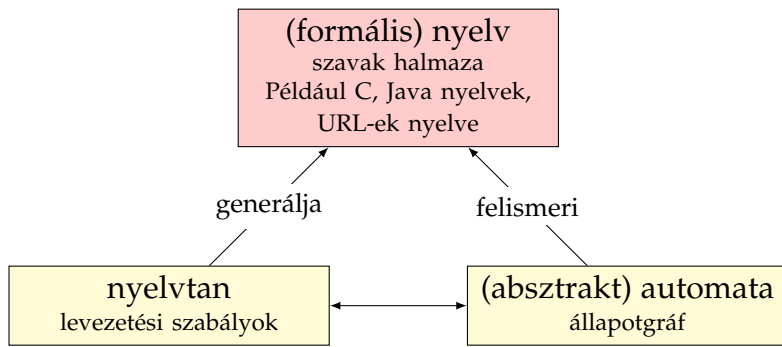 (formális) nyelv
szavak halmaza
Például C, Java nyelvek,
URL-ek nyelve
generálja
felismeri
nyelvtan
levezetési szabályok
(absztrakt) automata
állapotgráf